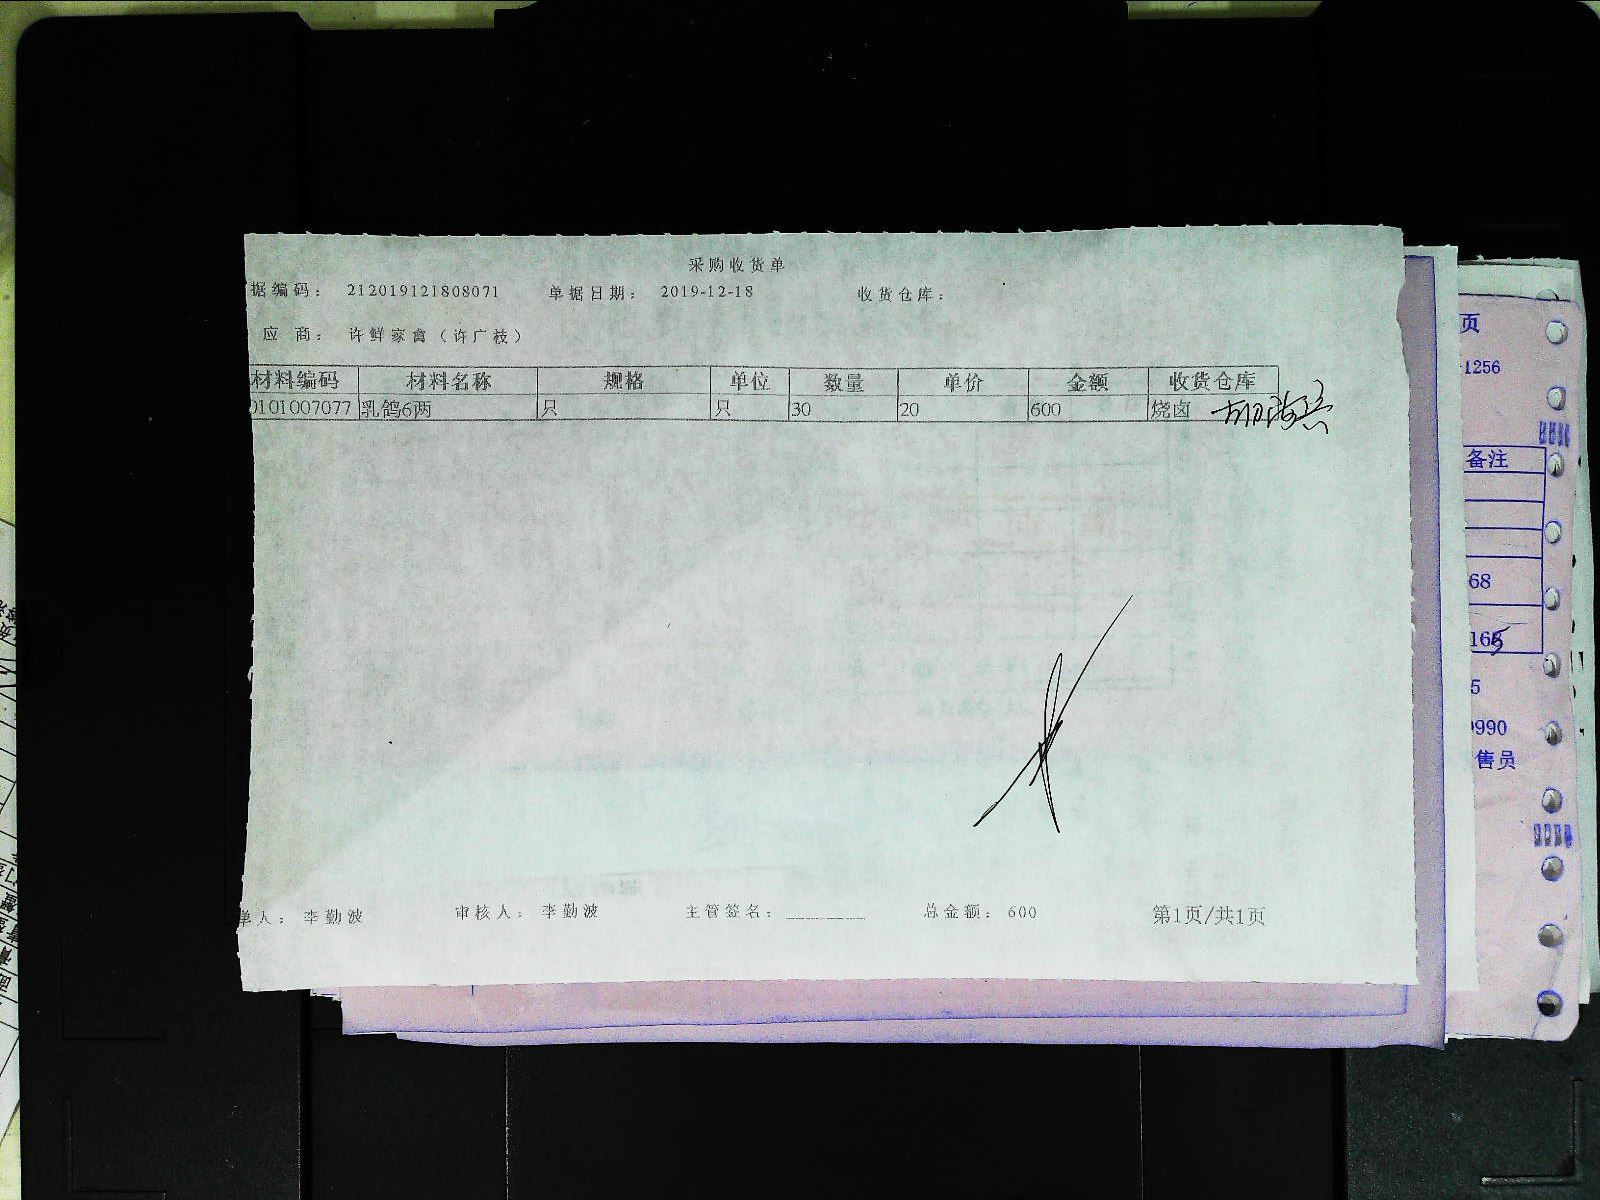 采购收货单
据编码： 212019121808071 单据日期： 2019-12-18 收货仓库：
应 商： 许鲜家禽（许广枝）
材料编码 材料名称 规格 单位 数量 单价 金额 收货仓库
0101007077 乳鸽6两 只 只 30 20 600 烧卤
单人： 李勤波 审核人： 李勤波 主管签名： 总金额： 600 第1页/共1页
页
-1256
备注
68
5
9990
售员